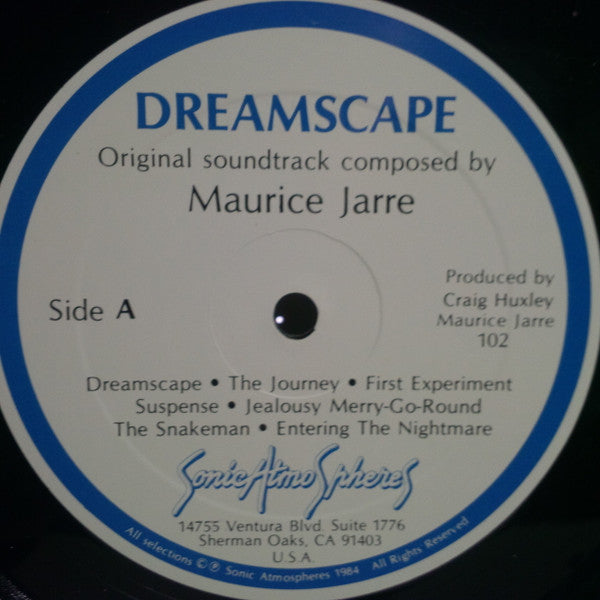 DREAMSCAPE
Original soundtrack composed by
Maurice Jarre
Side A
Produced by
Craig Huxley
Maurice Jarre
102
Dreamscape • The Journey • First Experiment
Suspense • Jealousy Merry-Go-Round
The Snakeman • Entering The Nightmare
SonicAtmoSphereS
14755 Ventura Blvd. Suite 1776
Sherman Oaks, CA 91403
U.S.A.
All selections © ℗ Sonic Atmospheres 1984 All Rights Reserved